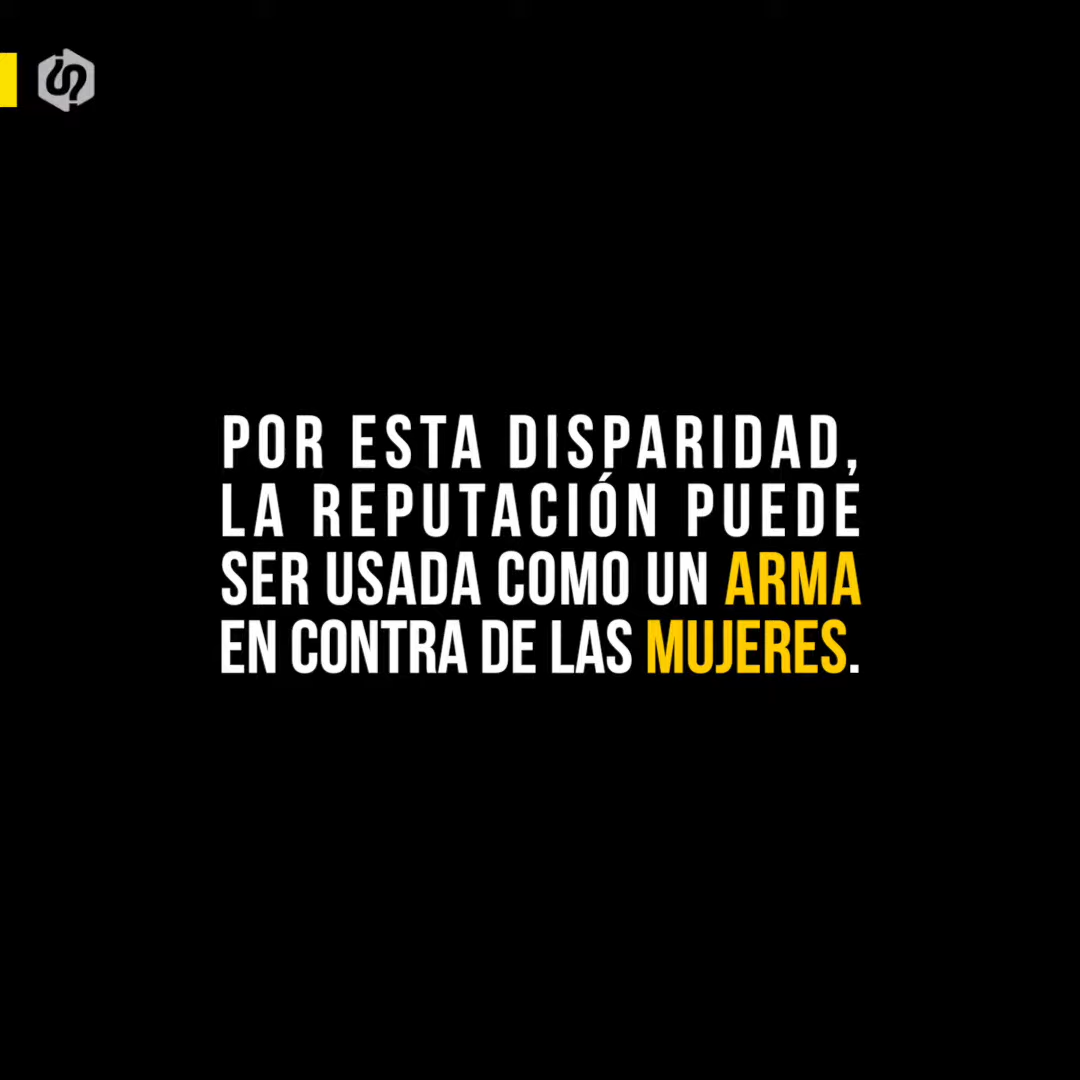 POR ESTA DISPARIDAD,
LA REPUTACIÓN PUEDE
SER USADA COMO UN ARMA
EN CONTRA DE LAS MUJERES.